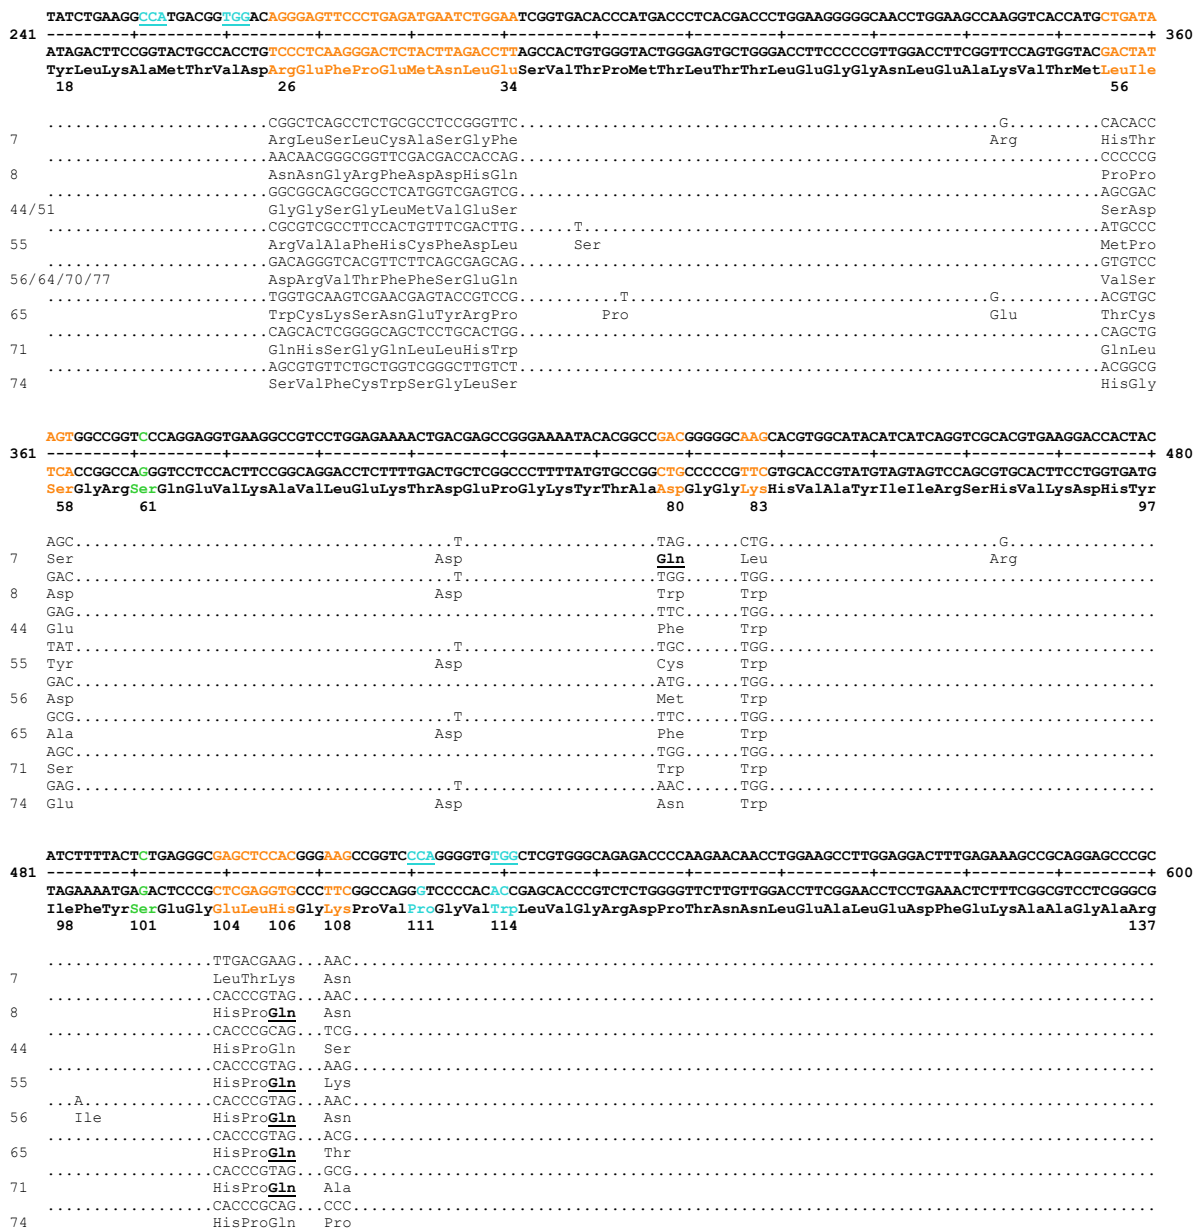 TATCTGAAGGCCATGACGGTGGACAGGGAGTTCCCTGAGATGAATCTGGAATCGGTGACACCCATGACCCTCACGACCCTGGAAGGGGGCAACCTGGAAGCCAAGGTCACCATGCTGATA
241 ---------+---------+---------+---------+---------+---------+---------+---------+---------+---------+---------+---------+ 360
ATAGACTTCCGGTACTGCCACCTGTCCCTCAAGGGACTCTACTTAGACCTTAGCCACTGTGGGTACTGGGAGTGCTGGGACCTTCCCCCGTTGGACCTTCGGTTCCAGTGGTACGACTAT
TyrLeuLysAlaMetThrValAspArgGluPheProGluMetAsnLeuGluSerValThrProMetThrLeuThrThrLeuGluGlyGlyAsnLeuGluAlaLysValThrMetLeuIle
18 26 34 56
........................CGGCTCAGCCTCTGCGCCTCCGGGTTC....................................................G..........CACACC
7 ArgLeuSerLeuCysAlaSerGlyPhe Arg HisThr
........................AACAACGGGCGGTTCGACGACCACCAG...............................................................CCCCCG
8 AsnAsnGlyArgPheAspAspHisGln ProPro
........................GGCGGCAGCGGCCTCATGGTCGAGTCG...............................................................AGCGAC
44/51 GlyGlySerGlyLeuMetValGluSer SerAsp
........................CGCGTCGCCTTCCACTGTTTCGACTTG......T........................................................ATGCCC
55 ArgValAlaPheHisCysPheAspLeu Ser MetPro
........................GACAGGGTCACGTTCTTCAGCGAGCAG...............................................................GTGTCC
56/64/70/77 AspArgValThrPhePheSerGluGln ValSer
........................TGGTGCAAGTCGAACGAGTACCGTCCG...........T.......................................G...........ACGTGC
65 TrpCysLysSerAsnGluTyrArgPro Pro Glu ThrCys
........................CAGCACTCGGGGCAGCTCCTGCACTGG...............................................................CAGCTG
71 GlnHisSerGlyGlnLeuLeuHisTrp GlnLeu
........................AGCGTGTTCTGCTGGTCGGGCTTGTCT...............................................................ACGGCG
74 SerValPheCysTrpSerGlyLeuSer HisGly
AGTGGCCGGTCCCAGGAGGTGAAGGCCGTCCTGGAGAAAACTGACGAGCCGGGAAAATACACGGCCGACGGGGGCAAGCACGTGGCATACATCATCAGGTCGCACGTGAAGGACCACTAC
361 ---------+---------+---------+---------+---------+---------+---------+---------+---------+---------+---------+---------+ 480
TCACCGGCCAGGGTCCTCCACTTCCGGCAGGACCTCTTTTGACTGCTCGGCCCTTTTATGTGCCGGCTGCCCCCGTTCGTGCACCGTATGTAGTAGTCCAGCGTGCACTTCCTGGTGATG
SerGlyArgSerGlnGluValLysAlaValLeuGluLysThrAspGluProGlyLysTyrThrAlaAspGlyGlyLysHisValAlaTyrIleIleArgSerHisValLysAspHisTyr
58 61 80 83 97
AGC.........................................T.....................TAG......CTG.........................G................
7 Ser Asp Gln Leu Arg
GAC.........................................T.....................TGG......TGG..........................................
8 Asp Asp Trp Trp
GAG...............................................................TTC......TGG..........................................
44 Glu Phe Trp
TAT.........................................T.....................TGC......TGG..........................................
55 Tyr Asp Cys Trp
GAC...............................................................ATG......TGG..........................................
56 Asp Met Trp
GCG.........................................T.....................TTC......TGG..........................................
65 Ala Asp Phe Trp
AGC...............................................................TGG......TGG..........................................
71 Ser Trp Trp
GAG.........................................T.....................AAC......TGG..........................................
74 Glu Asp Asn Trp
ATCTTTTACTCTGAGGGCGAGCTCCACGGGAAGCCGGTCCCAGGGGTGTGGCTCGTGGGCAGAGACCCCAAGAACAACCTGGAAGCCTTGGAGGACTTTGAGAAAGCCGCAGGAGCCCGC
481 ---------+---------+---------+---------+---------+---------+---------+---------+---------+---------+---------+---------+ 600
TAGAAAATGAGACTCCCGCTCGAGGTGCCCTTCGGCCAGGGTCCCCACACCGAGCACCCGTCTCTGGGGTTCTTGTTGGACCTTCGGAACCTCCTGAAACTCTTTCGGCGTCCTCGGGCG
IlePheTyrSerGluGlyGluLeuHisGlyLysProValProGlyValTrpLeuValGlyArgAspProThrAsnAsnLeuGluAlaLeuGluAspPheGluLysAlaAlaGlyAlaArg
98 101 104 106 108 111 114 137
..................TTGACGAAG...AAC.......................................................................................
7 LeuThrLys Asn
..................CACCCGTAG...AAC.......................................................................................
8 HisProGln Asn
..................CACCCGCAG...TCG.......................................................................................
44 HisProGln Ser
..................CACCCGTAG...AAG.......................................................................................
55 HisProGln Lys
...A..............CACCCGTAG...AAC.......................................................................................
56 Ile HisProGln Asn
..................CACCCGTAG...ACG.......................................................................................
65 HisProGln Thr
..................CACCCGTAG...GCG.......................................................................................
71 HisProGln Ala
..................CACCCGCAG...CCC.......................................................................................
74 HisProGln Pro